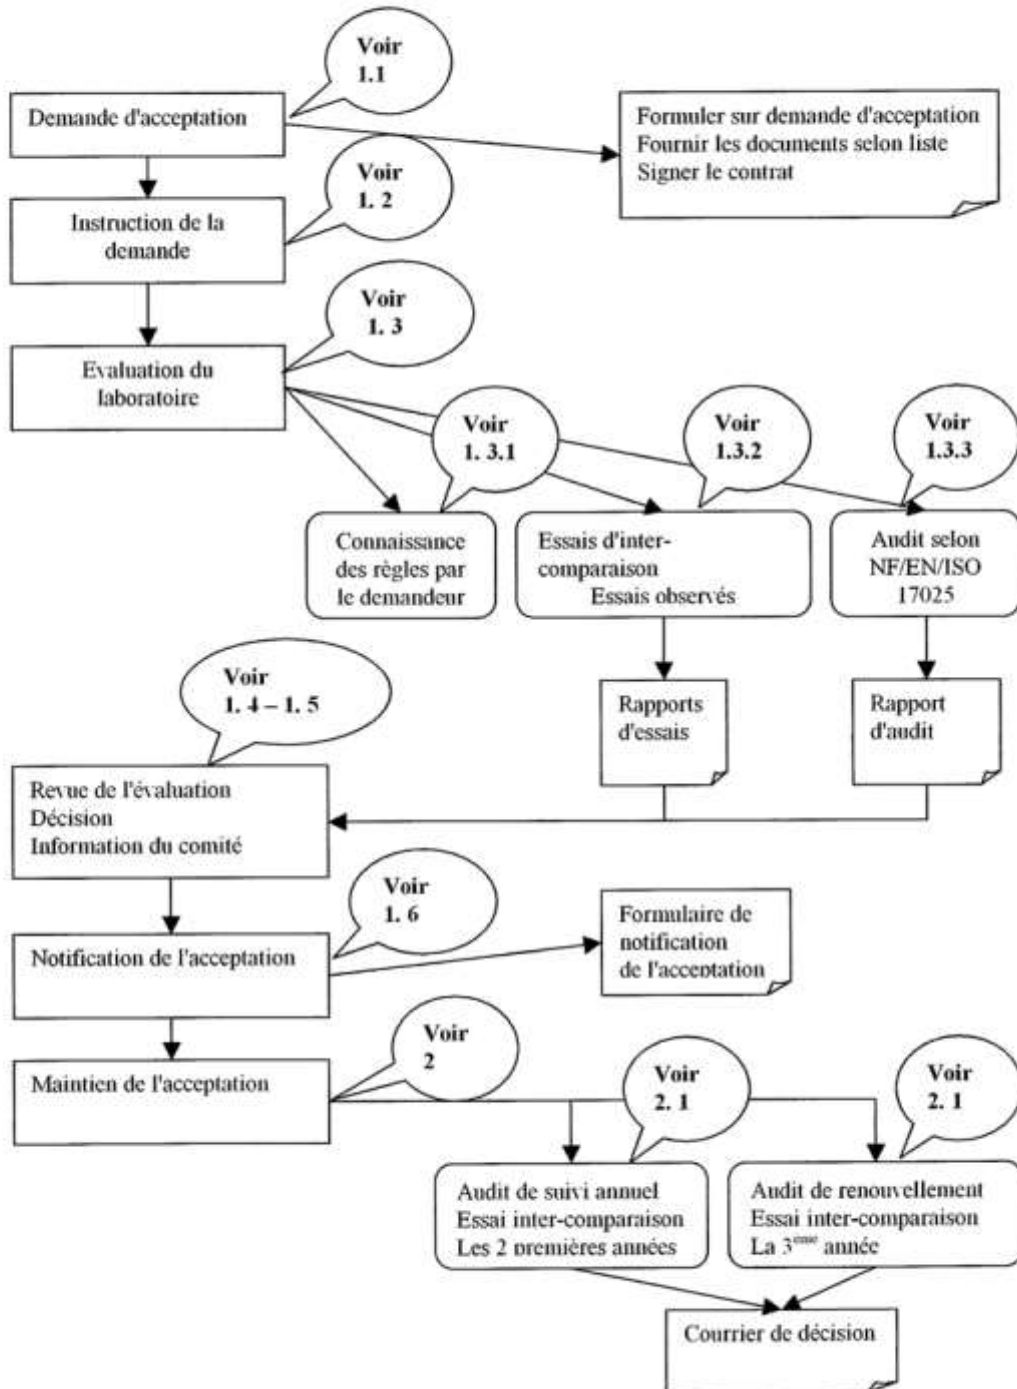 Voir
1.1
Demande d'acceptation
Formuler sur demande d'acceptation
Fournir les documents selon liste
Signer le contrat
Voir
1. 2
Instruction de la
demande
Voir
1. 3
Evaluation du
laboratoire
Voir
1. 3.1
Voir
1.3.2
Voir
1.3.3
Connaissance
des règles par
le demandeur
Essais d'inter-
comparaison
Essais observés
Audit selon
NF/EN/ISO
17025
Voir
1. 4 – 1. 5
Rapports
d'essais
Rapport
d'audit
Revue de l'évaluation
Décision
Information du comité
Voir
1. 6
Notification de l'acceptation
Formulaire de
notification
de l'acceptation
Voir
2
Maintien de l'acceptation
Voir
2. 1
Voir
2. 1
Audit de suivi annuel
Essai inter-comparaison
Les 2 premières années
Audit de renouvellement
Essai inter-comparaison
La 3ème année
Courrier de décision